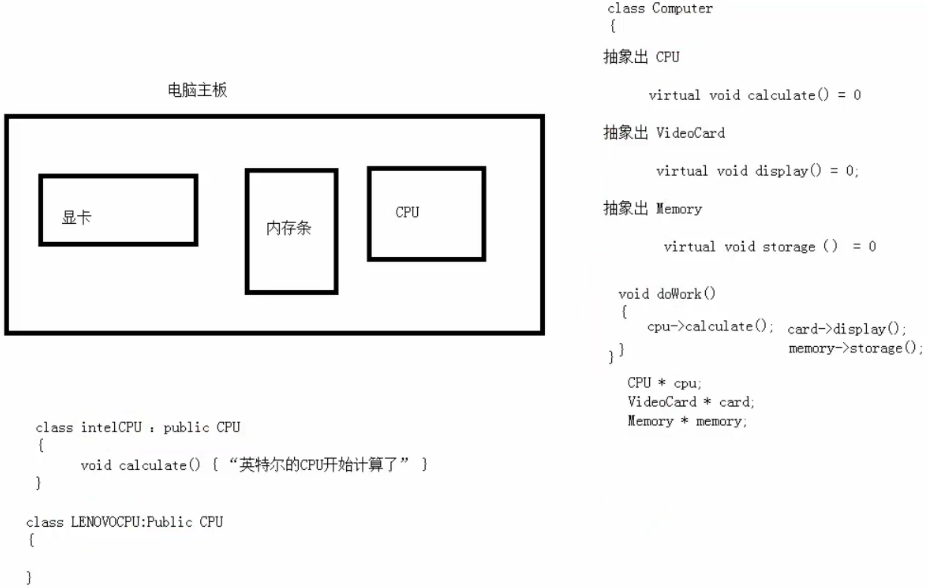 电脑主板
显卡
内存条
CPU
class intelCPU : public CPU
{
void calculate() { “英特尔的CPU开始计算了” }
}
class LENOVOCPU:Public CPU
{
}
class Computer
{
抽象出 CPU
virtual void calculate() = 0
抽象出 VideoCard
virtual void display() = 0;
抽象出 Memory
virtual void storage () = 0
void doWork()
{
cpu->calculate(); card->display();
memory->storage();
}
}
CPU * cpu;
VideoCard * card;
Memory * memory;